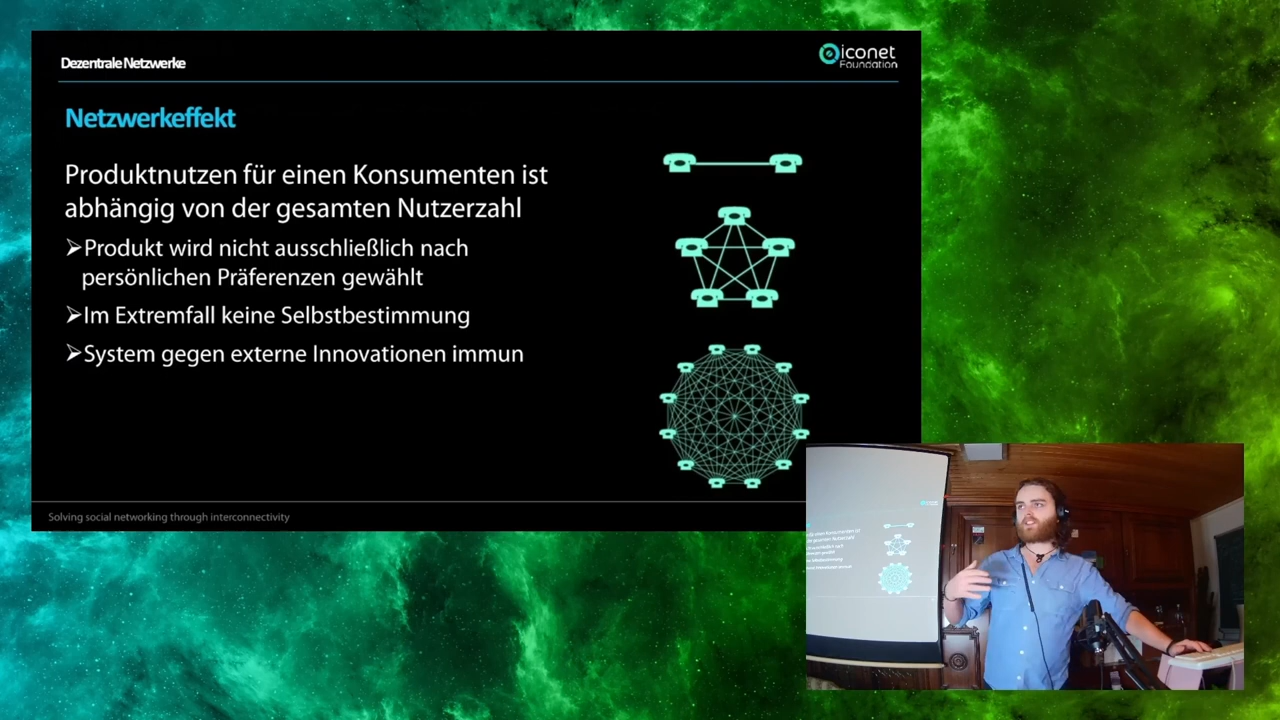 Dezentrale Netzwerke
iconet
Foundation
Netzwerkeffekt
Produktnutzen für einen Konsumenten ist
abhängig von der gesamten Nutzerzahl
➢Produkt wird nicht ausschließlich nach
persönlichen Präferenzen gewählt
➢Im Extremfall keine Selbstbestimmung
➢System gegen externe Innovationen immun
Solving social networking through interconnectivity